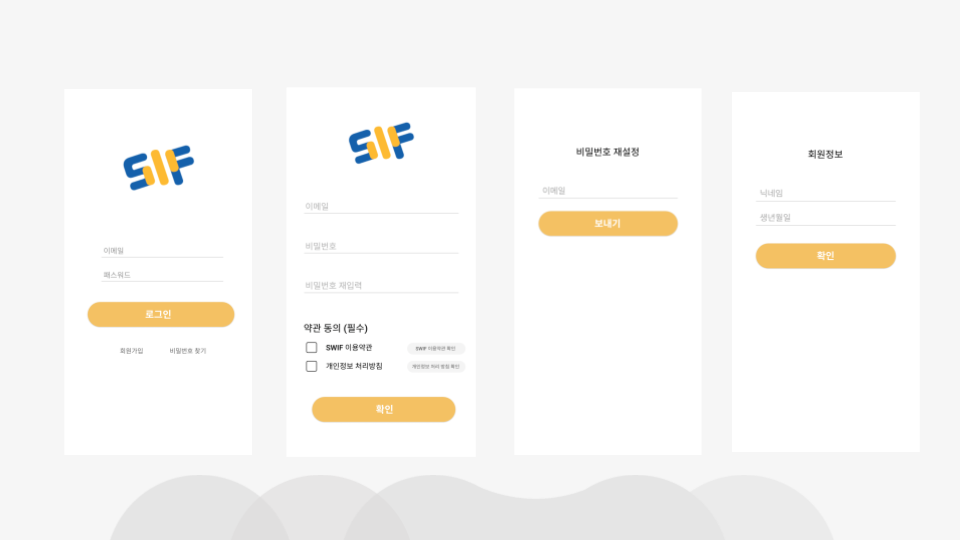 SWIF
이메일
패스워드
로그인
회원가입 비밀번호 찾기
SWIF
이메일
비밀번호
비밀번호 재입력
약관 동의 (필수)
SWIF 이용약관 SWIF 이용약관 확인
개인정보 처리방침 개인정보 처리 방침 확인
확인
비밀번호 재설정
이메일
보내기
회원정보
닉네임
생년월일
확인